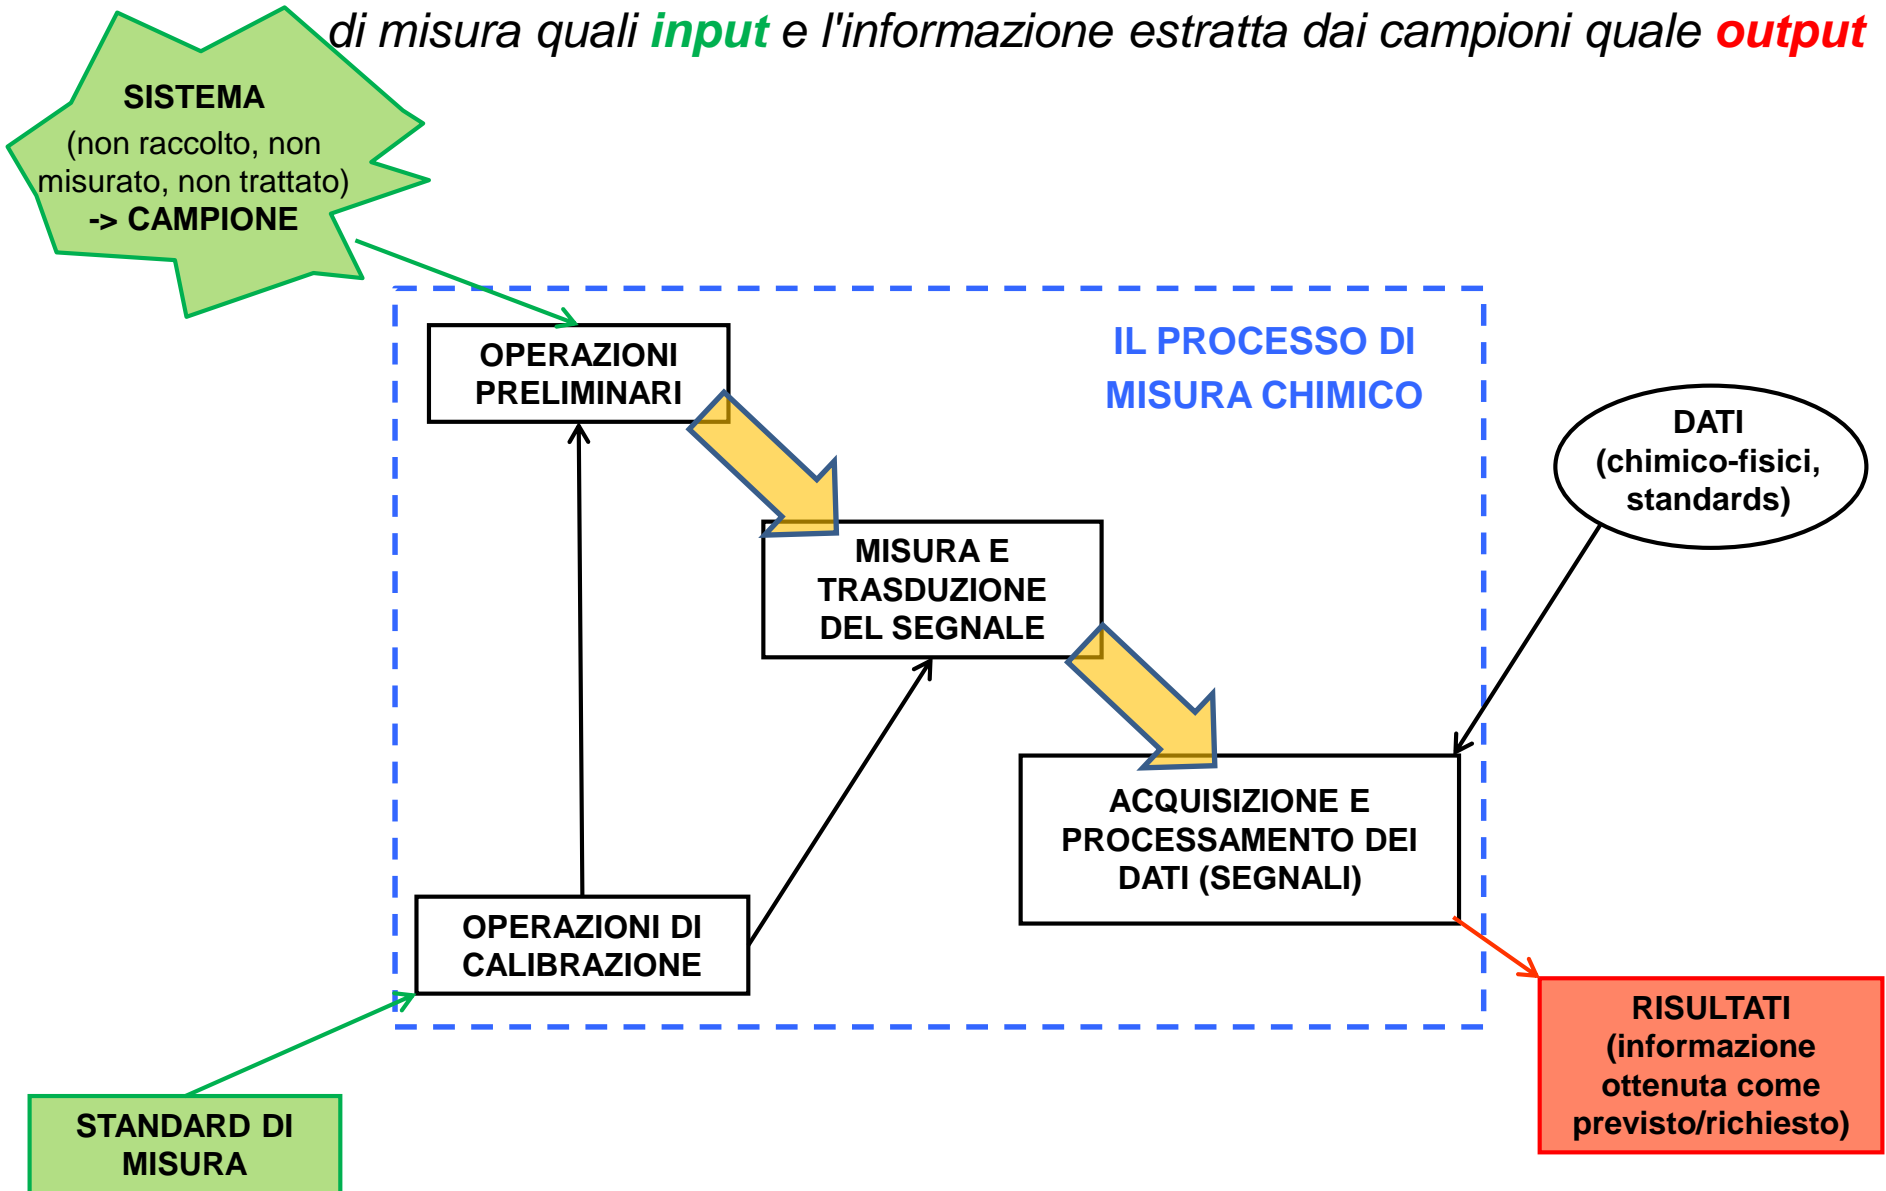 di misura quali input e l'informazione estratta dai campioni quale output
SISTEMA
(non raccolto, non
misurato, non trattato)
-> CAMPIONE
IL PROCESSO DI
MISURA CHIMICO
OPERAZIONI
PRELIMINARI
DATI
(chimico-fisici,
standards)
MISURA E
TRASDUZIONE
DEL SEGNALE
ACQUISIZIONE E
PROCESSAMENTO DEI
DATI (SEGNALI)
OPERAZIONI DI
CALIBRAZIONE
RISULTATI
(informazione
ottenuta come
previsto/richiesto)
STANDARD DI
MISURA